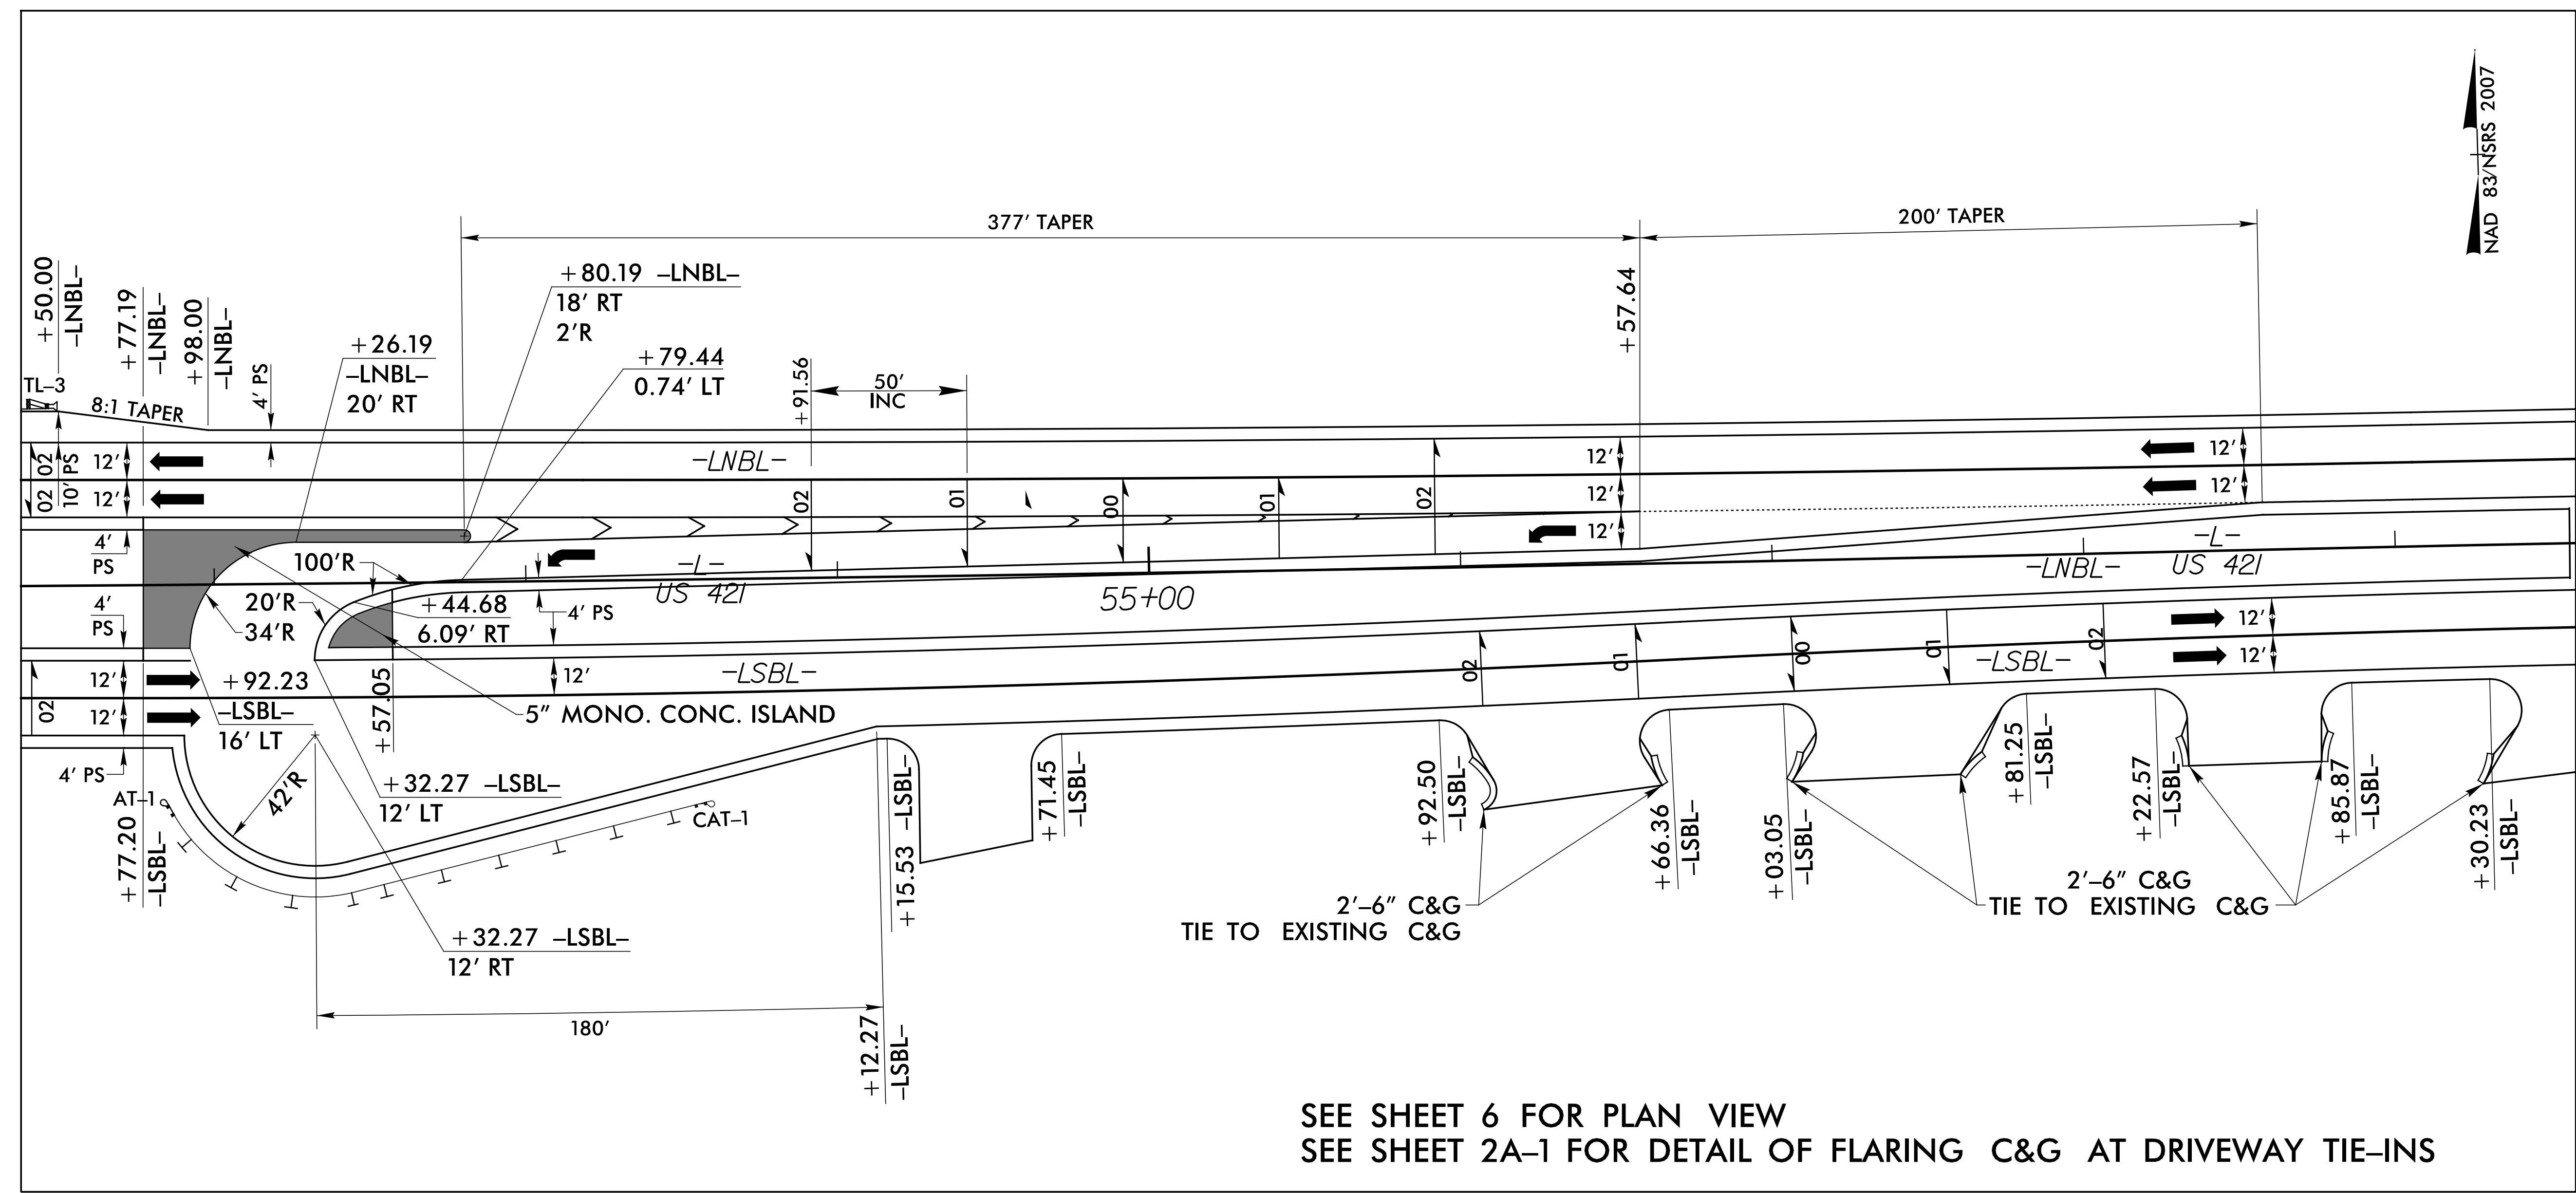 NAD 83/NSRS 2007
377' TAPER
200' TAPER
+50.00
-LNBL-
+77.19
-LNBL-
+98.00
-LNBL-
+80.19 -LNBL-
18' RT
2'R
+26.19
-LNBL-
20' RT
+79.44
0.74' LT
+91.56
50'
INC
+57.64
TL-3
8:1 TAPER
4' PS
02
02
10' PS
12'
12'
-LNBL-
12'
12'
12'
12'
12'
02
01
00
01
02
4'
PS
4'
PS
100'R
20'R
34'R
+44.68
6.09' RT
-L-
US 421
4' PS
55+00
-LNBL-
-L-
US 421
12'
12'
02
+92.23
-LSBL-
16' LT
+57.05
12'
-LSBL-
5" MONO. CONC. ISLAND
02
01
00
01
02
-LSBL-
12'
12'
4' PS
AT-1
+77.20
-LSBL-
42'R
+32.27 -LSBL-
12' LT
CAT-1
+15.53 -LSBL-
+71.45
-LSBL-
+92.50
-LSBL-
+66.36
-LSBL-
+03.05
-LSBL-
+81.25
-LSBL-
+22.57
-LSBL-
+85.87
-LSBL-
+30.23
-LSBL-
2'-6" C&G
TIE TO EXISTING C&G
2'-6" C&G
TIE TO EXISTING C&G
+32.27 -LSBL-
12' RT
180'
+12.27
-LSBL-
SEE SHEET 6 FOR PLAN VIEW
SEE SHEET 2A-1 FOR DETAIL OF FLARING C&G AT DRIVEWAY TIE-INS